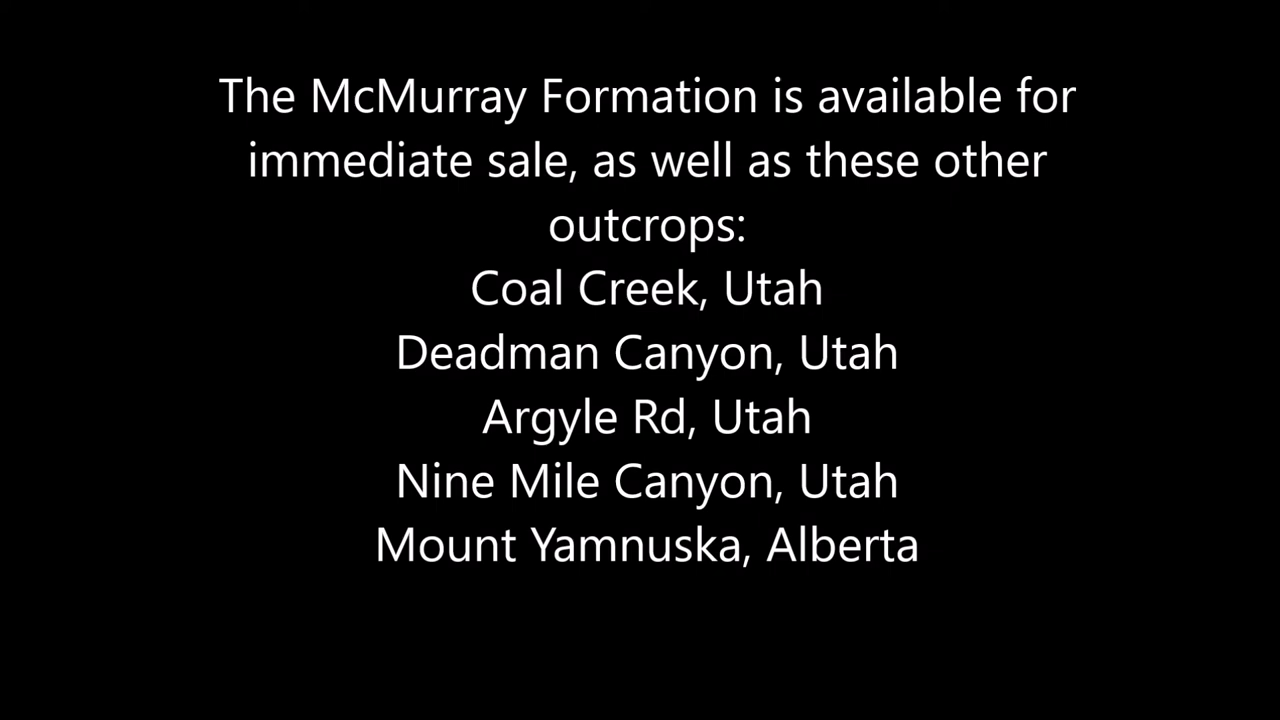 The McMurray Formation is available for
immediate sale, as well as these other
outcrops:
Coal Creek, Utah
Deadman Canyon, Utah
Argyle Rd, Utah
Nine Mile Canyon, Utah
Mount Yamnuska, Alberta